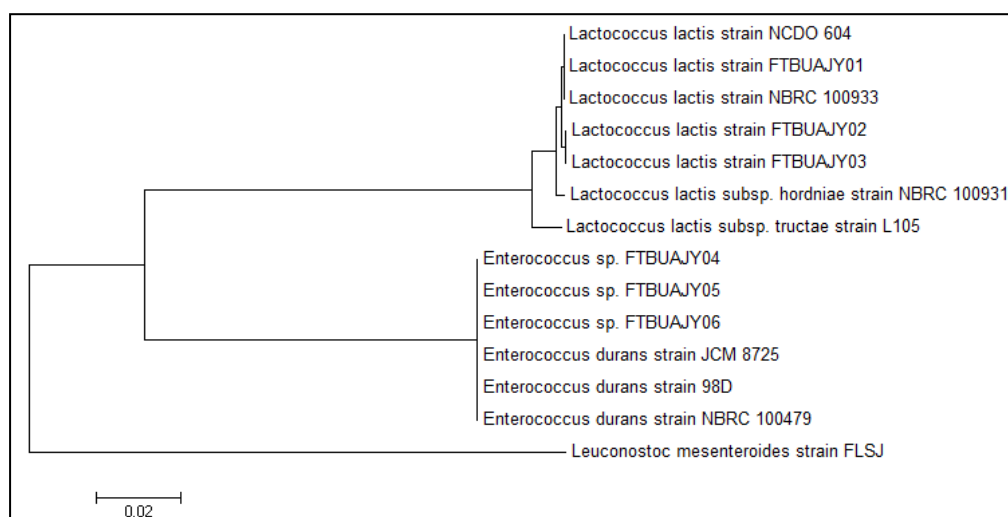 Lactococcus lactis strain NCDO 604
Lactococcus lactis strain FTBUAJY01
Lactococcus lactis strain NBRC 100933
Lactococcus lactis strain FTBUAJY02
Lactococcus lactis strain FTBUAJY03
Lactococcus lactis subsp. hordniae strain NBRC 100931
Lactococcus lactis subsp. tructae strain L105
Enterococcus sp. FTBUAJY04
Enterococcus sp. FTBUAJY05
Enterococcus sp. FTBUAJY06
Enterococcus durans strain JCM 8725
Enterococcus durans strain 98D
Enterococcus durans strain NBRC 100479
Leuconostoc mesenteroides strain FLSJ
0.02